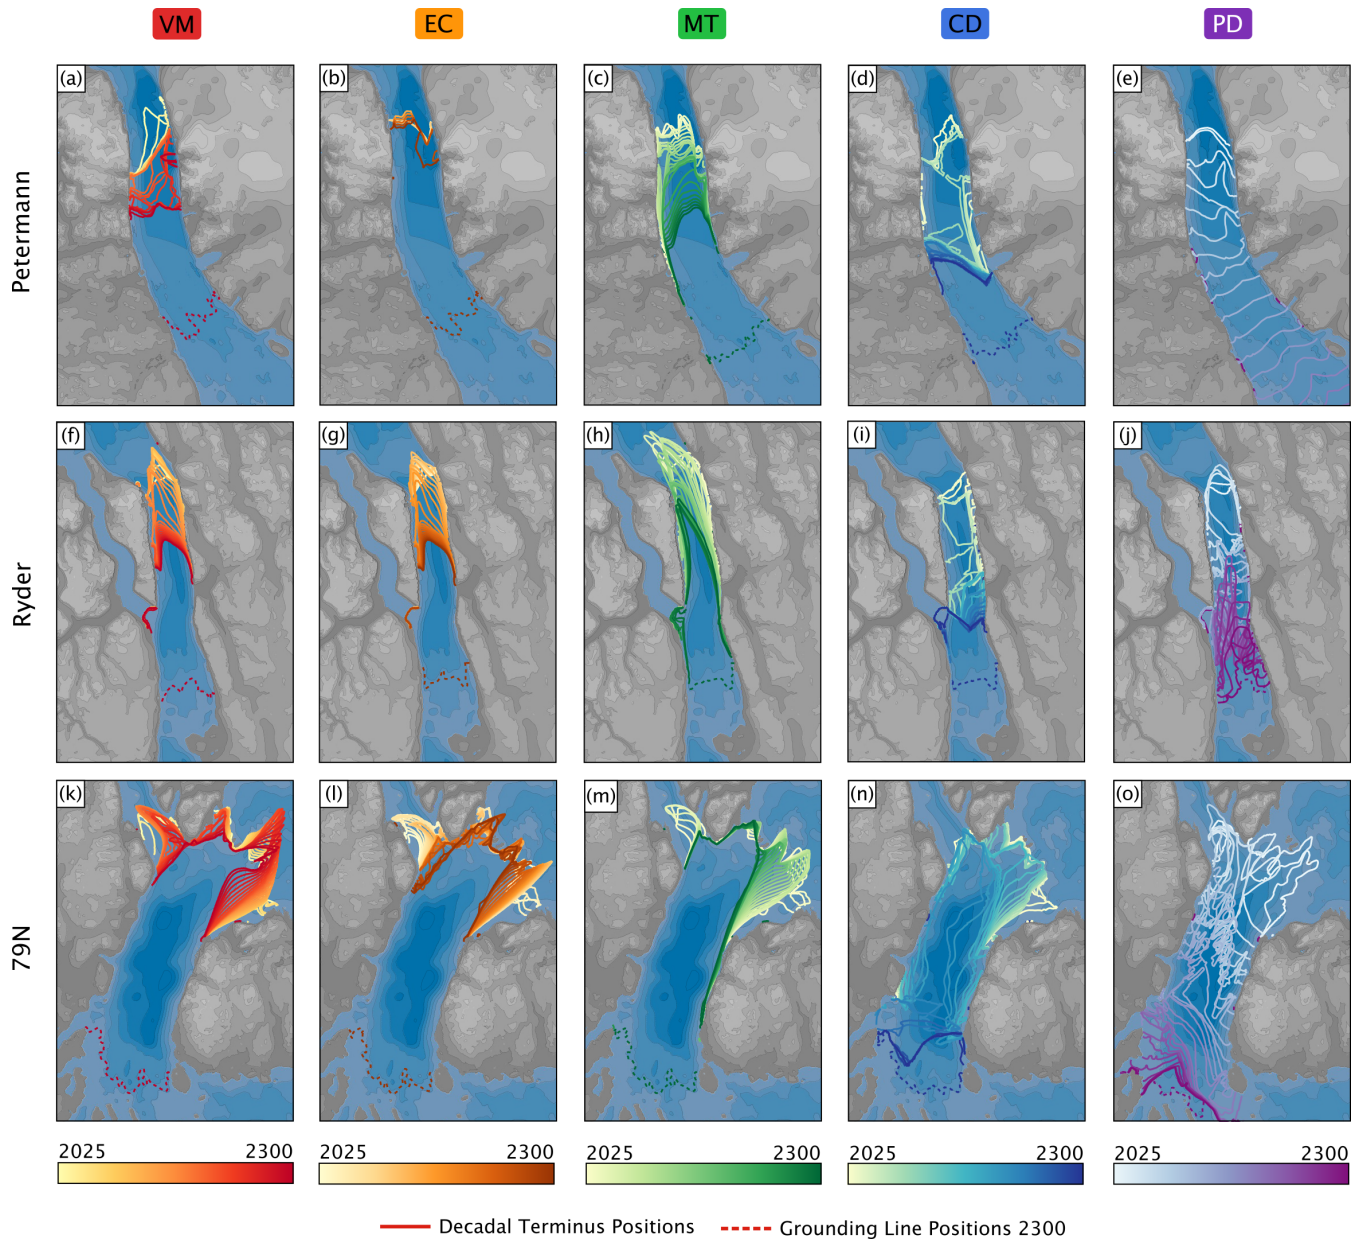 VM EC MT CD PD
Petermann
(a) (b) (c) (d) (e)
Ryder
(f) (g) (h) (i) (j)
79N
(k) (l) (m) (n) (o)
2025 2300 2025 2300 2025 2300 2025 2300 2025 2300
Decadal Terminus Positions Grounding Line Positions 2300